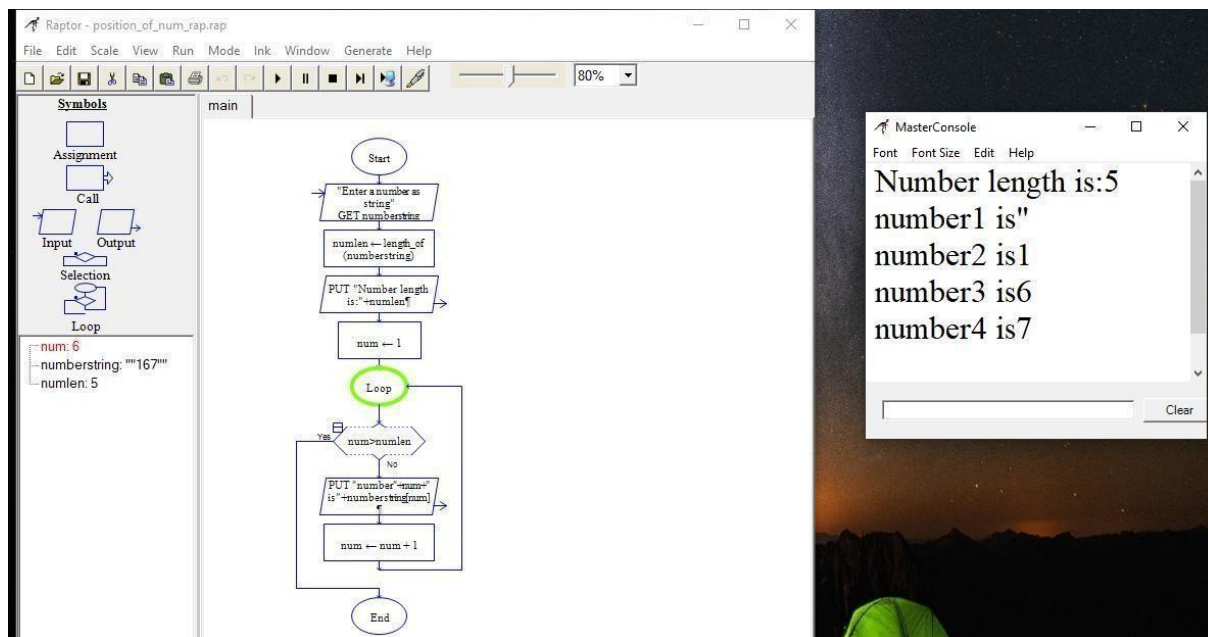 Raptor - position_of_num_rap.rap
File Edit Scale View Run Mode Ink Window Generate Help
80%
Symbols
Assignment
Call
Input Output
Selection
Loop
num: 6
numberstring: ""167""
numlen: 5
main
Start
"Enter a number as
string"
GET numberstring
numlen ← length_of
(numberstring)
PUT "Number length
is:"+numlen¶
num ← 1
Loop
Yes
num>numlen
No
PUT "number"+num+"
is"+numberstring[num]
¶
num ← num + 1
End
MasterConsole
Font Font Size Edit Help
Number length is:5
number1 is"
number2 is1
number3 is6
number4 is7
Clear